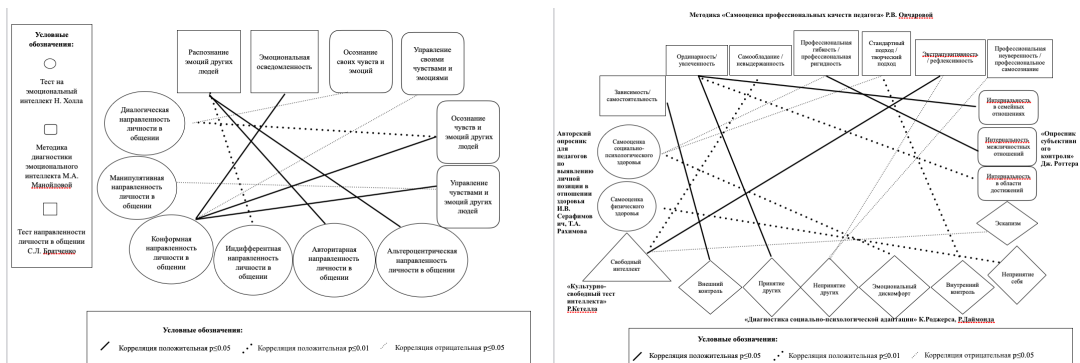 Условные
обозначения:
Тест на
эмоциональный
интеллект Н. Холла
Методика
диагностики
эмоционального
интеллекта М.А.
Манойловой
Тест направленности
личности в общении
С.Л. Братченко
Распознание
эмоций других
людей
Эмоциональная
осведомленность
Осознание
своих чувств и
эмоций
Управление
своими
чувствами и
эмоциями
Диалогическая
направленность
личности в
общении
Манипулятивная
направленность
личности в
общении
Конформная
направленность
личности в
общении
Индифферентная
направленность
личности в
общении
Авторитарная
направленность
личности в
общении
Альтероцентрическая
направленность
личности в общении
Осознание
чувств и
эмоций других
людей
Управление
чувствами и
эмоций других
людей
Условные обозначения:
Корреляция положительная p≤0.05
Корреляция положительная p≤0.01
Корреляция отрицательная p≤0.05
Методика «Самооценка профессиональных качеств педагога» Р.В. Овчаровой
Ординарность/
увлеченность
Самообладание /
невыдержанность
Профессиональная
гибкость /
профессиональная
ригидность
Стандартный
подход /
творческий
подход
Экстрапунитивность
/ рефлексивность
Профессиональная
неуверенность /
профессиональное
самосознание
Зависимость/
самостоятельность
Авторский
опросник
для
педагогов
по
выявлению
личной
позиции в
отношении
здоровья
И.В.
Серафимов
ич, Т.А.
Рахимова
Самооценка
социально-
психологического
здоровья
Самооценка
физического
здоровья
Свободный
интеллект
«Культурно-
свободный тест
интеллекта»
Р.Кеттелла
Интернальность
в семейных
отношениях
Интернальность
межличностных
отношений
Интернальность
в области
достижений
«Опросник
субъективн
ого
контроля»
Дж. Роттера
Эскапизм
Неприятие
себя
Внешний
контроль
Принятие
других
Неприятие
других
Эмоциональный
дискомфорт
Внутренний
контроль
«Диагностика социально-психологической адаптации» К.Роджерса, Р.Даймонда
Условные обозначения:
Корреляция положительная p≤0.05
Корреляция положительная p≤0.01
Корреляция отрицательная p≤0.05